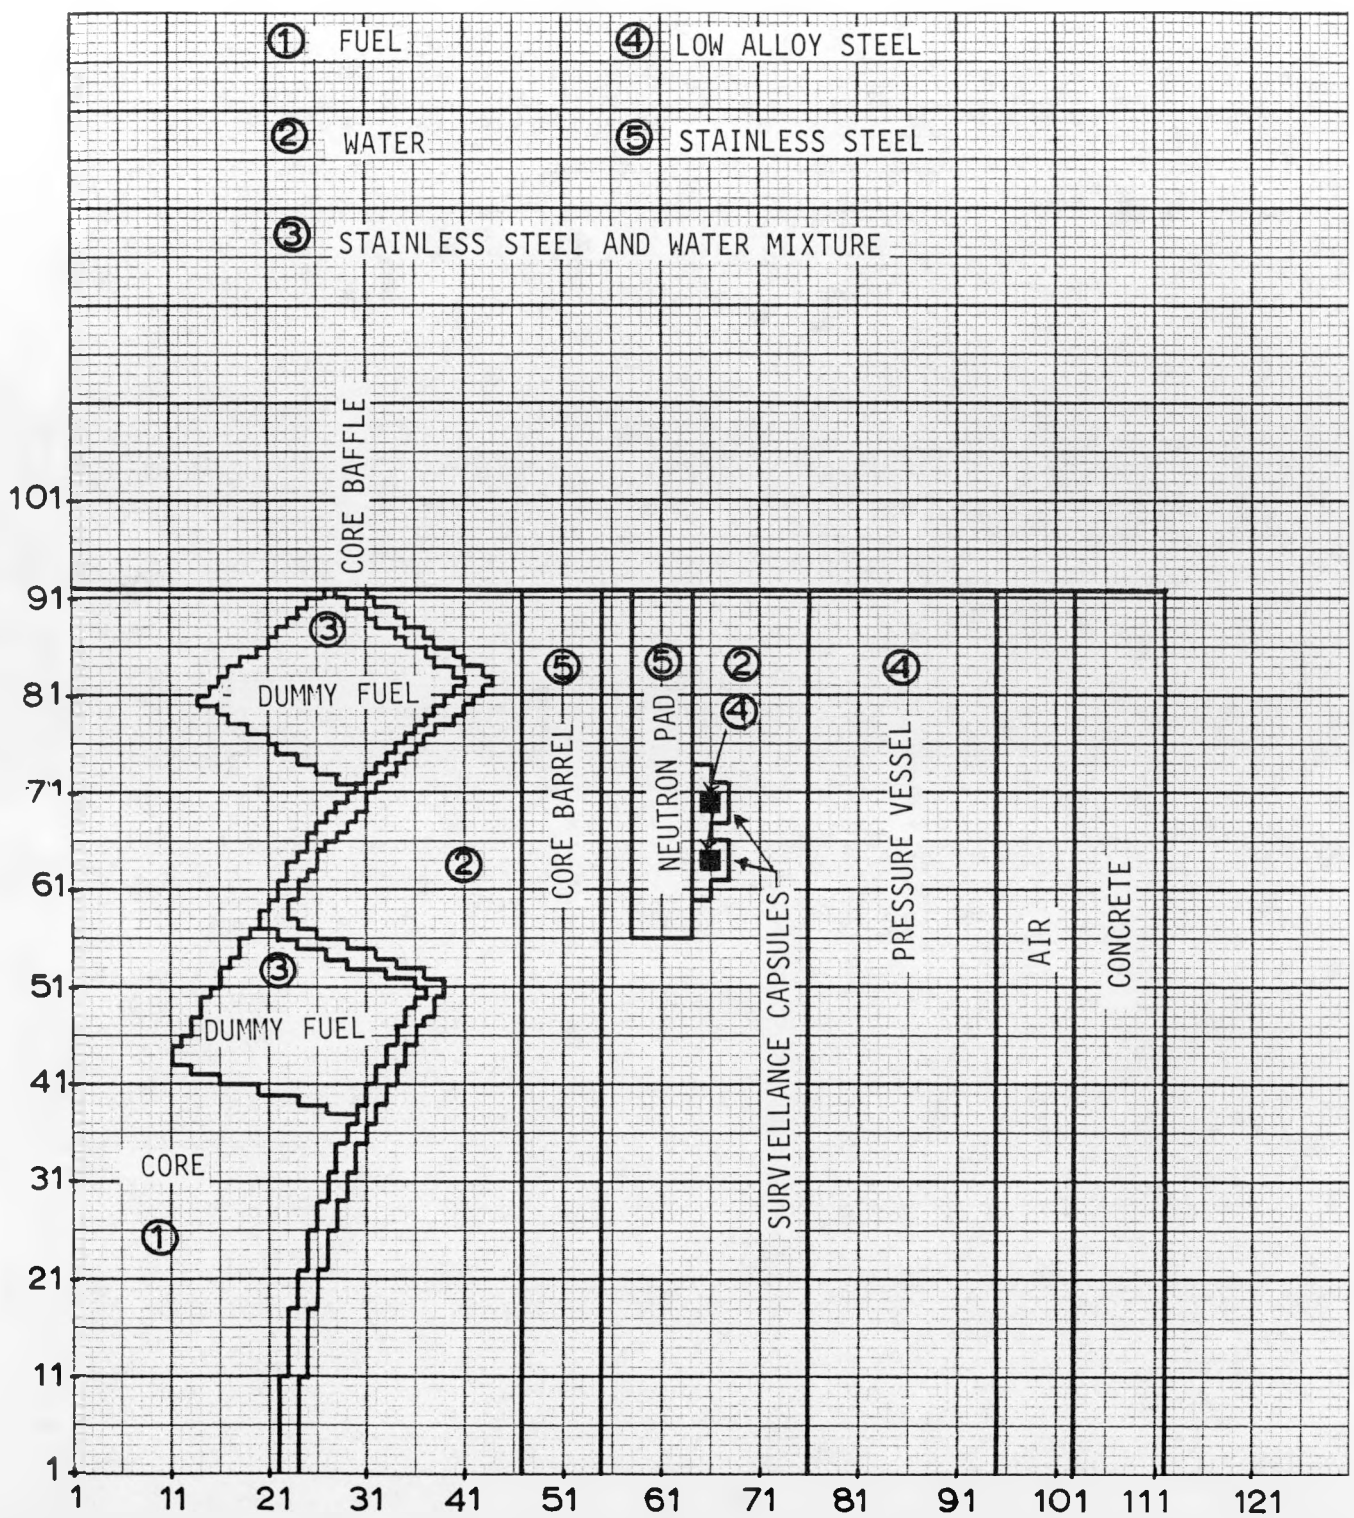 ① FUEL
④ LOW ALLOY STEEL
② WATER
⑤ STAINLESS STEEL
③ STAINLESS STEEL AND WATER MIXTURE
CORE BAFFLE
101
91
81
71
61
51
41
31
21
11
1
③
DUMMY FUEL
⑤
⑤
②
④
④
CORE BARREL
NEUTRON PAD
PRESSURE VESSEL
②
SURVIELLANCE CAPSULES
AIR
CONCRETE
③
DUMMY FUEL
CORE
①
1 11 21 31 41 51 61 71 81 91 101 111 121